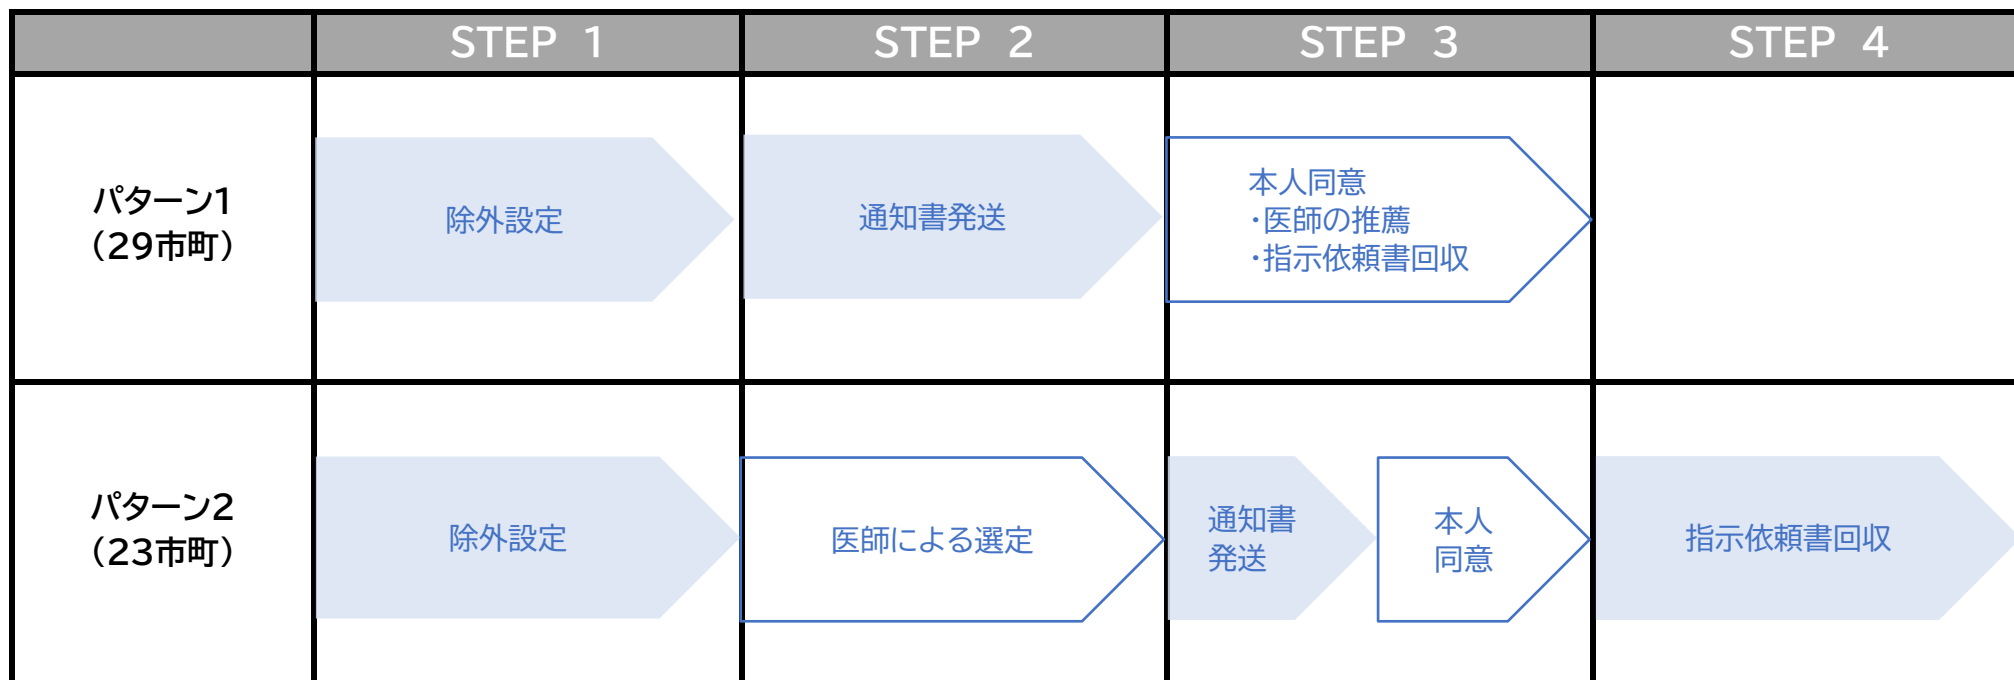 STEP 1
STEP 2
STEP 3
STEP 4
パターン1
（29市町）
除外設定
通知書発送
本人同意
・医師の推薦
・指示依頼書回収
パターン2
（23市町）
除外設定
医師による選定
通知書
発送
本人
同意
指示依頼書回収